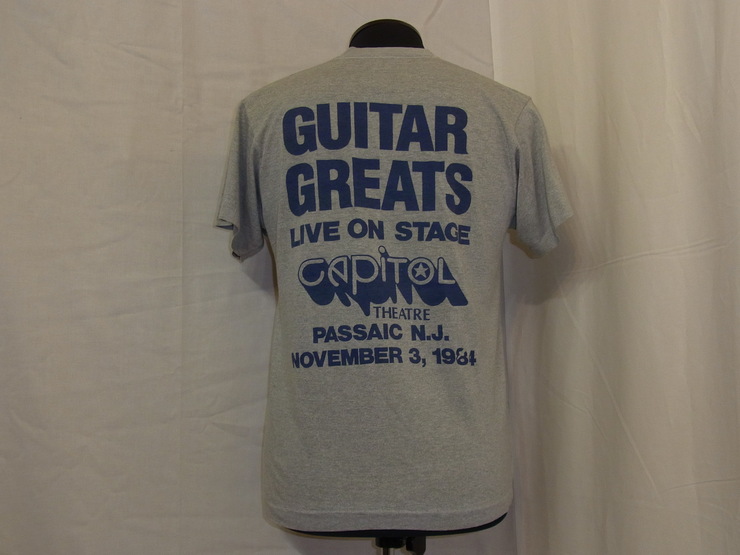 GUITAR
GREATS
LIVE ON STAGE
CAPiTOL
THEATRE
PASSAIC N.J.
NOVEMBER 3, 1984